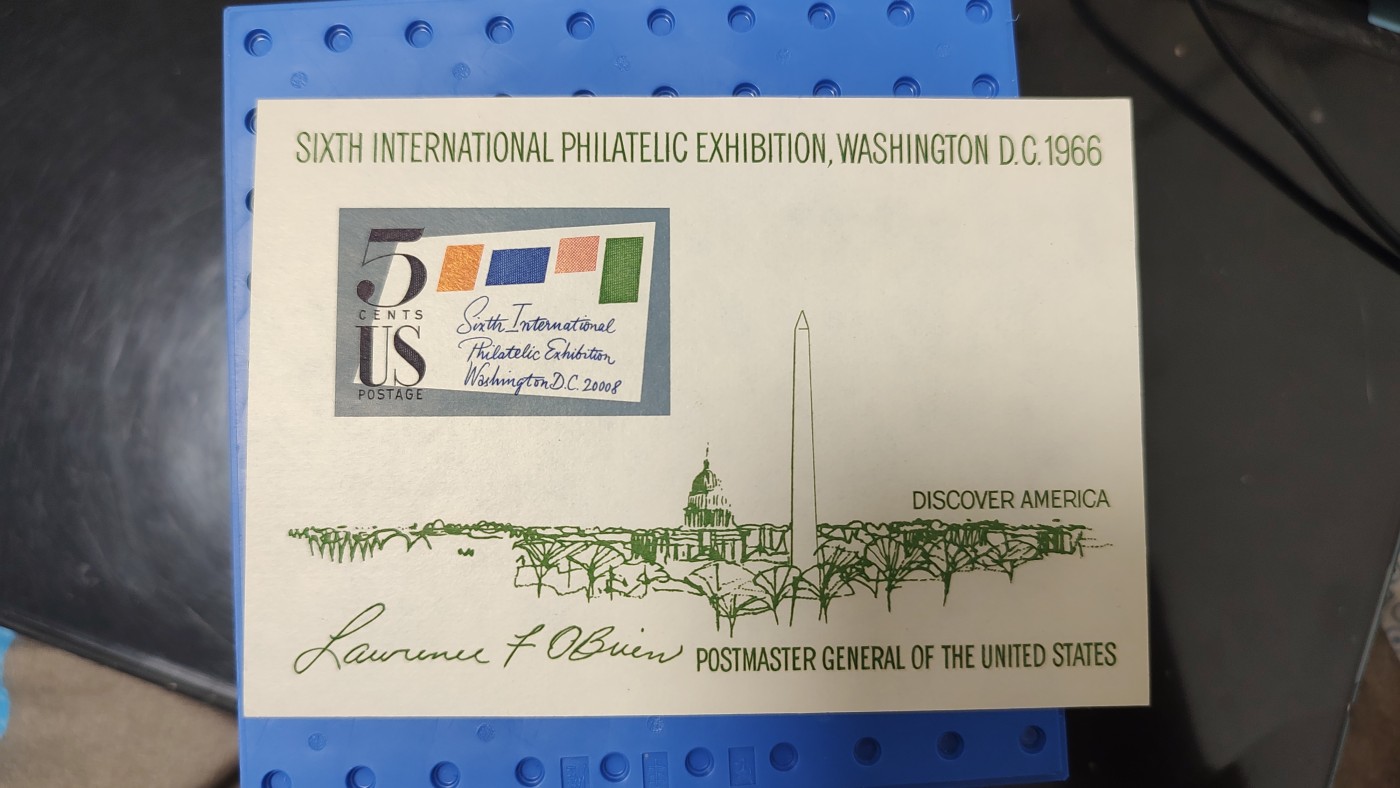 SIXTH INTERNATIONAL PHILATELIC EXHIBITION, WASHINGTON D.C. 1966
5
CENTS
US
POSTAGE
Sixth International
Philatelic Exhibition
Washington D.C. 20008
DISCOVER AMERICA
Lawrence F OBrien POSTMASTER GENERAL OF THE UNITED STATES